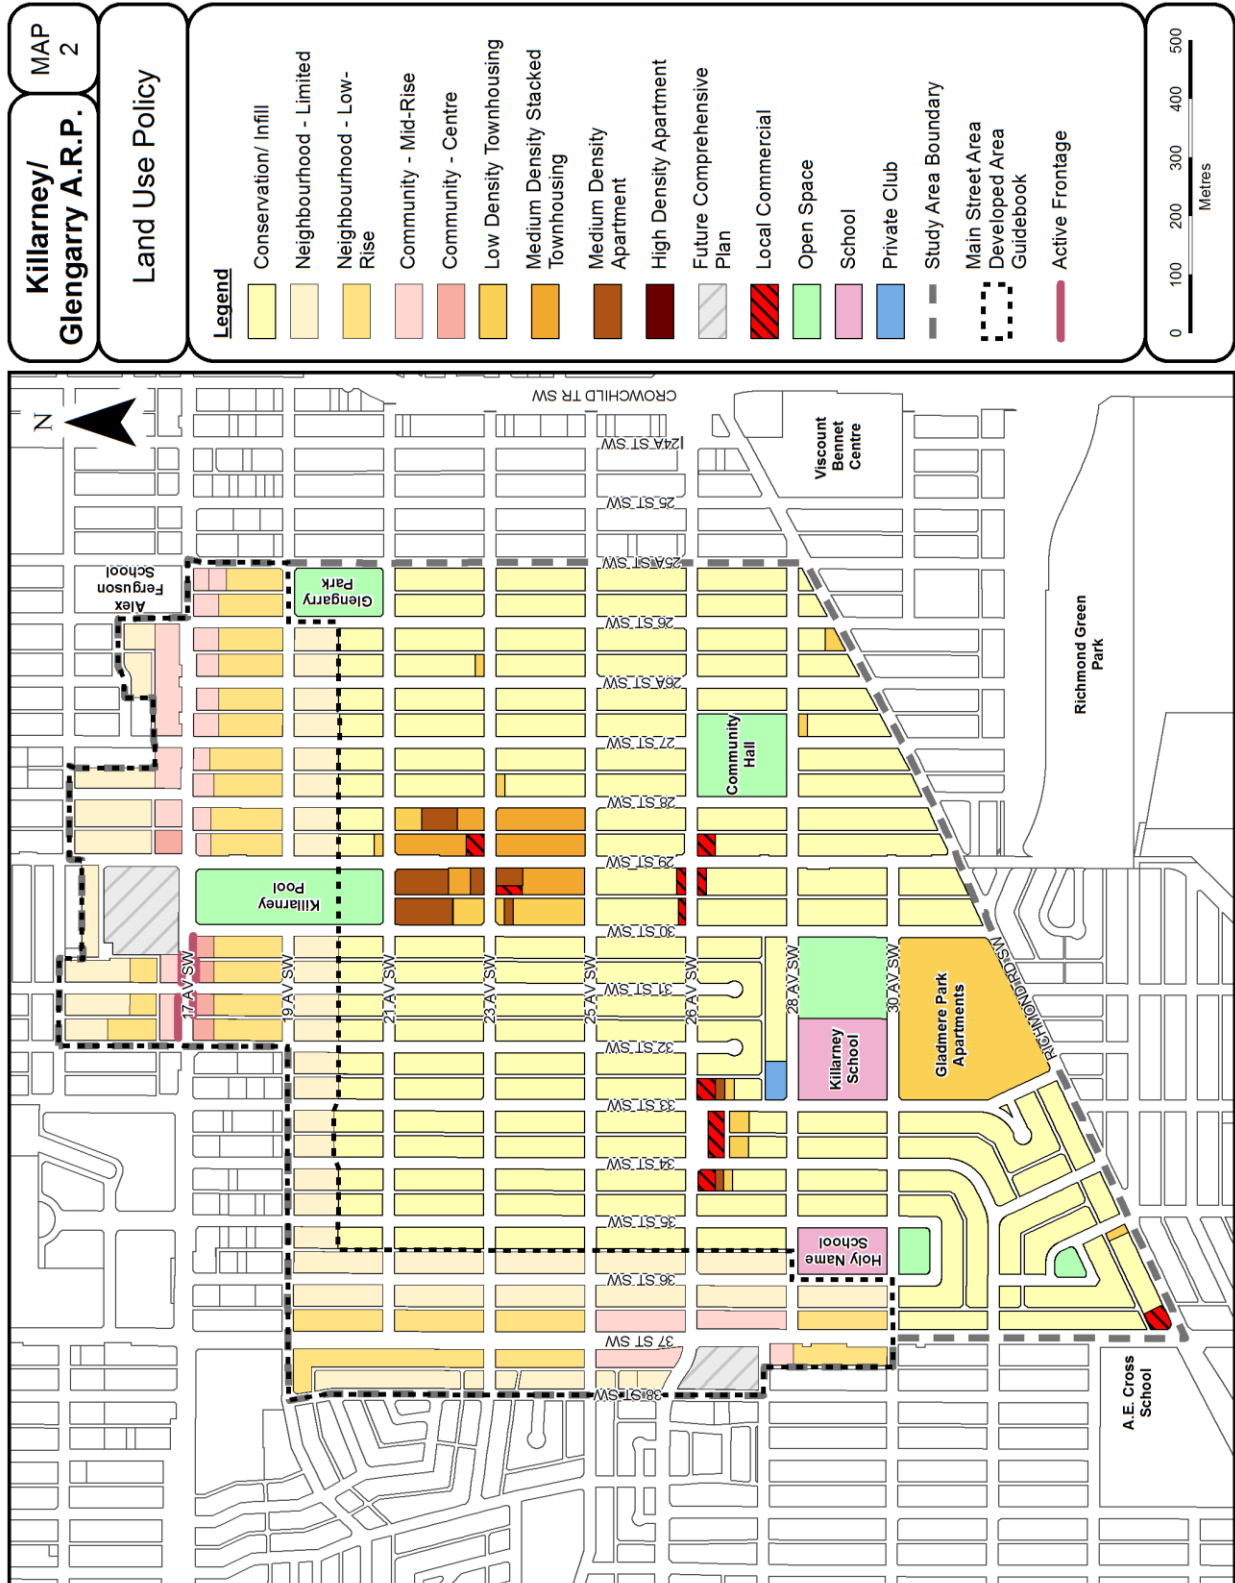 Killarney/
Glengarry A.R.P.
MAP
2
Land Use Policy
Legend
Conservation/ Infill
Neighbourhood - Limited
Neighbourhood - Low-
Rise
Community - Mid-Rise
Community - Centre
Low Density Townhousing
Medium Density Stacked
Townhousing
Medium Density
Apartment
High Density Apartment
Future Comprehensive
Plan
Local Commercial
Open Space
School
Private Club
Study Area Boundary
Main Street Area
Developed Area
Guidebook
Active Frontage
0
100
200
300
400
500
Metres
N
CROWCHILD TR SW
24A ST SW
25 ST SW
25A ST SW
26 ST SW
26A ST SW
27 ST SW
28 ST SW
29 ST SW
30 ST SW
31 ST SW
32 ST SW
33 ST SW
34 ST SW
35 ST SW
36 ST SW
37 ST SW
38 ST SW
17 AV SW
19 AV SW
21 AV SW
23 AV SW
25 AV SW
26 AV SW
28 AV SW
30 AV SW
RICHMOND RD SW
Alex
Ferguson
School
Glengarry
Park
Killarney
Pool
Community
Hall
Viscount
Bennet
Centre
Richmond Green
Park
Killarney
School
Gladmere Park
Apartments
Holy Name
School
A.E. Cross
School